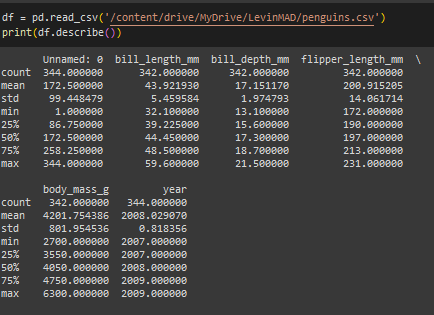 df = pd.read_csv('/content/drive/MyDrive/LevinMAD/penguins.csv')
print(df.describe())
Unnamed: 0 bill_length_mm bill_depth_mm flipper_length_mm \
count 344.000000 342.000000 342.000000 342.000000
mean 172.500000 43.921930 17.151170 200.915205
std 99.448479 5.459584 1.974793 14.061714
min 1.000000 32.100000 13.100000 172.000000
25% 86.750000 39.225000 15.600000 190.000000
50% 172.500000 44.450000 17.300000 197.000000
75% 258.250000 48.500000 18.700000 213.000000
max 344.000000 59.600000 21.500000 231.000000
body_mass_g year
count 342.000000 344.000000
mean 4201.754386 2008.029070
std 801.954536 0.818356
min 2700.000000 2007.000000
25% 3550.000000 2007.000000
50% 4050.000000 2008.000000
75% 4750.000000 2009.000000
max 6300.000000 2009.000000